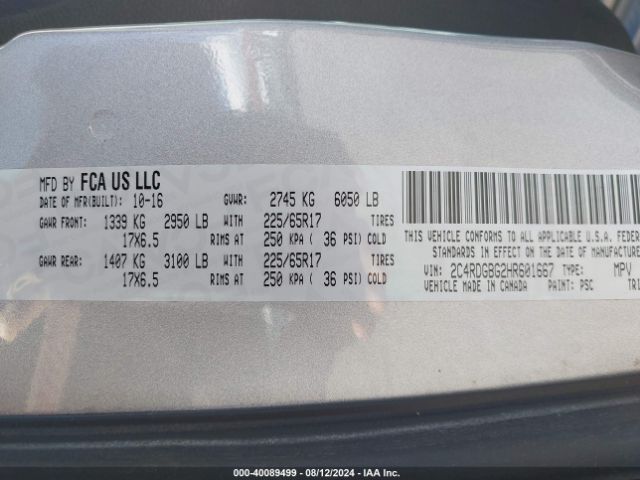 MFD BY FCA US LLC
DATE OF MFR(BUILT): 10-16 GVWR: 2745 KG 6050 LB
GAWR FRONT: 1339 KG 2950 LB WITH 225/65R17 TIRES
17X6.5 RIMS AT 250 KPA ( 36 PSI) COLD
GAWR REAR: 1407 KG 3100 LB WITH 225/65R17 TIRES
17X6.5 RIMS AT 250 KPA ( 36 PSI) COLD
THIS VEHICLE CONFORMS TO ALL APPLICABLE U.S.A. FEDER
STANDARDS IN EFFECT ON THE DATE OF MANUFACTURE
VIN: 2C4RDGBG2HR601667 TYPE: MPV
VEHICLE MADE IN CANADA PAINT: PSC TRI
000-40089499 - 08/12/2024 - IAA Inc.